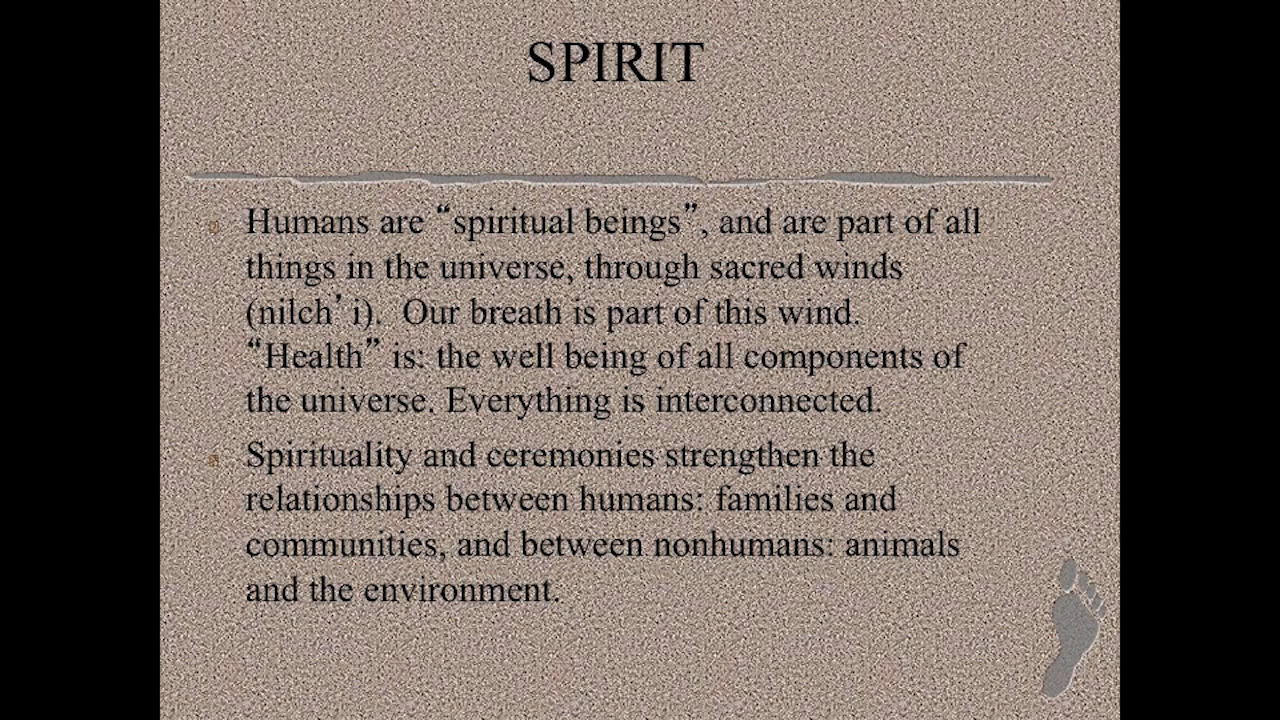 SPIRIT
Humans are “spiritual beings”, and are part of all
things in the universe, through sacred winds
(nilch’i).  Our breath is part of this wind.
“Health” is: the well being of all components of
the universe. Everything is interconnected.
Spirituality and ceremonies strengthen the
relationships between humans: families and
communities, and between nonhumans: animals
and the environment.